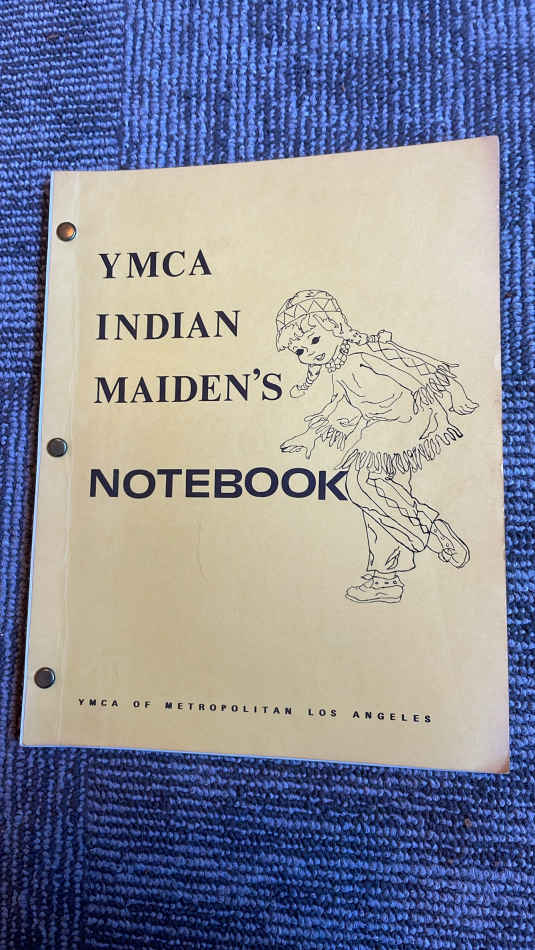 YMCA
INDIAN
MAIDEN'S
NOTEBOOK
YMCA OF METROPOLITAN LOS ANGELES